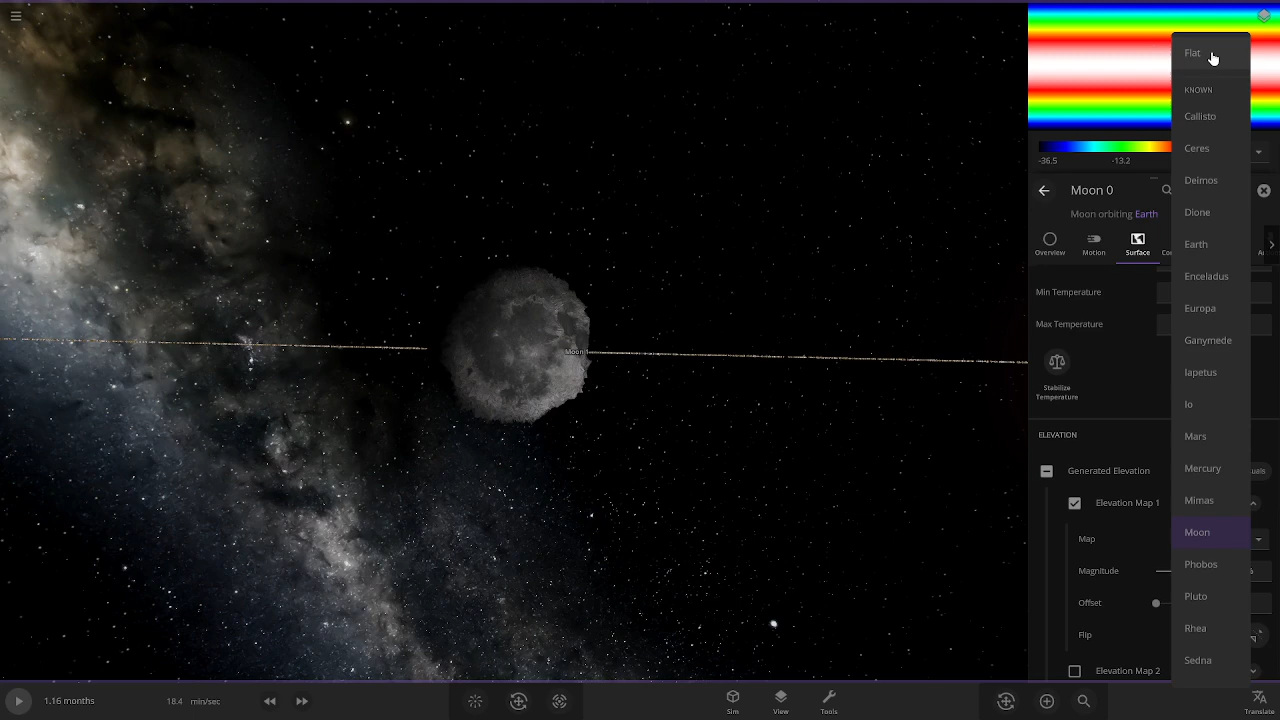 Flat
KNOWN
Callisto
Ceres
Deimos
Dione
Earth
Enceladus
Europa
Ganymede
Iapetus
Io
Mars
Mercury
Mimas
Moon
Phobos
Pluto
Rhea
Sedna
-36.5 -13.2
Moon 0
Moon orbiting Earth
Overview Motion Surface
Min Temperature
Max Temperature
Stabilize
Temperature
ELEVATION
Generated Elevation
Elevation Map 1
Map
Magnitude
Offset
Flip
Elevation Map 2
Moon
1.16 months 18.4 min/sec
Sim View Tools Translate